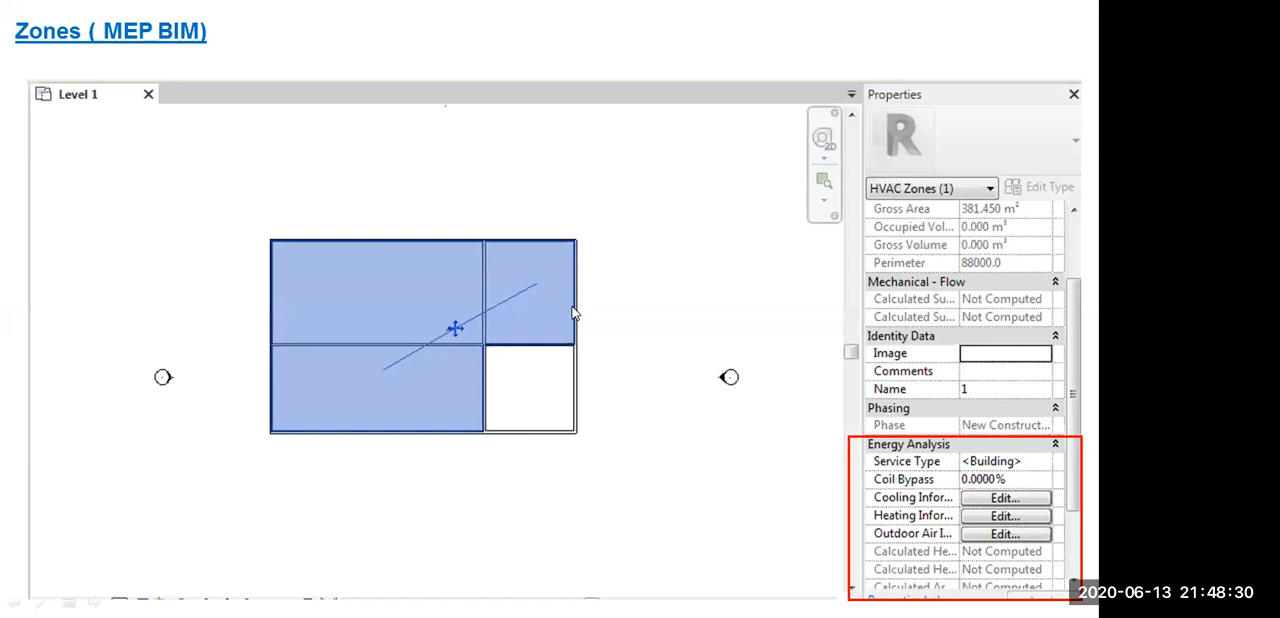 Zones ( MEP BIM)
Level 1
Properties
R
2D
HVAC Zones (1)
Edit Type
Gross Area 381.450 m²
Occupied Vol... 0.000 m³
Gross Volume 0.000 m³
Perimeter 88000.0
Mechanical - Flow
Calculated Su... Not Computed
Calculated Su... Not Computed
Identity Data
Image
Comments
Name 1
Phasing
Phase New Construct...
Energy Analysis
Service Type <Building>
Coil Bypass 0.0000%
Cooling Infor... Edit...
Heating Infor... Edit...
Outdoor Air I... Edit...
Calculated He... Not Computed
Calculated He... Not Computed
Calculated Ar... Not Computed
2020-06-13 21:48:30